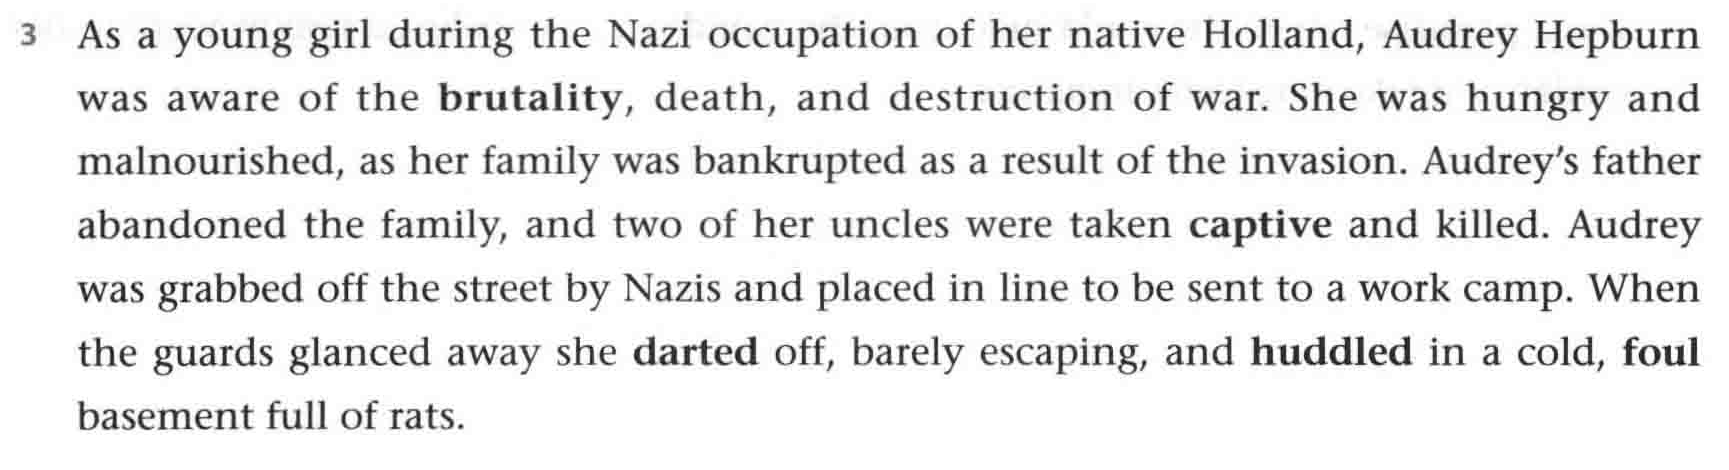 3 As a young girl during the Nazi occupation of her native Holland, Audrey Hepburn
was aware of the brutality, death, and destruction of war. She was hungry and
malnourished, as her family was bankrupted as a result of the invasion. Audrey's father
abandoned the family, and two of her uncles were taken captive and killed. Audrey
was grabbed off the street by Nazis and placed in line to be sent to a work camp. When
the guards glanced away she darted off, barely escaping, and huddled in a cold, foul
basement full of rats.